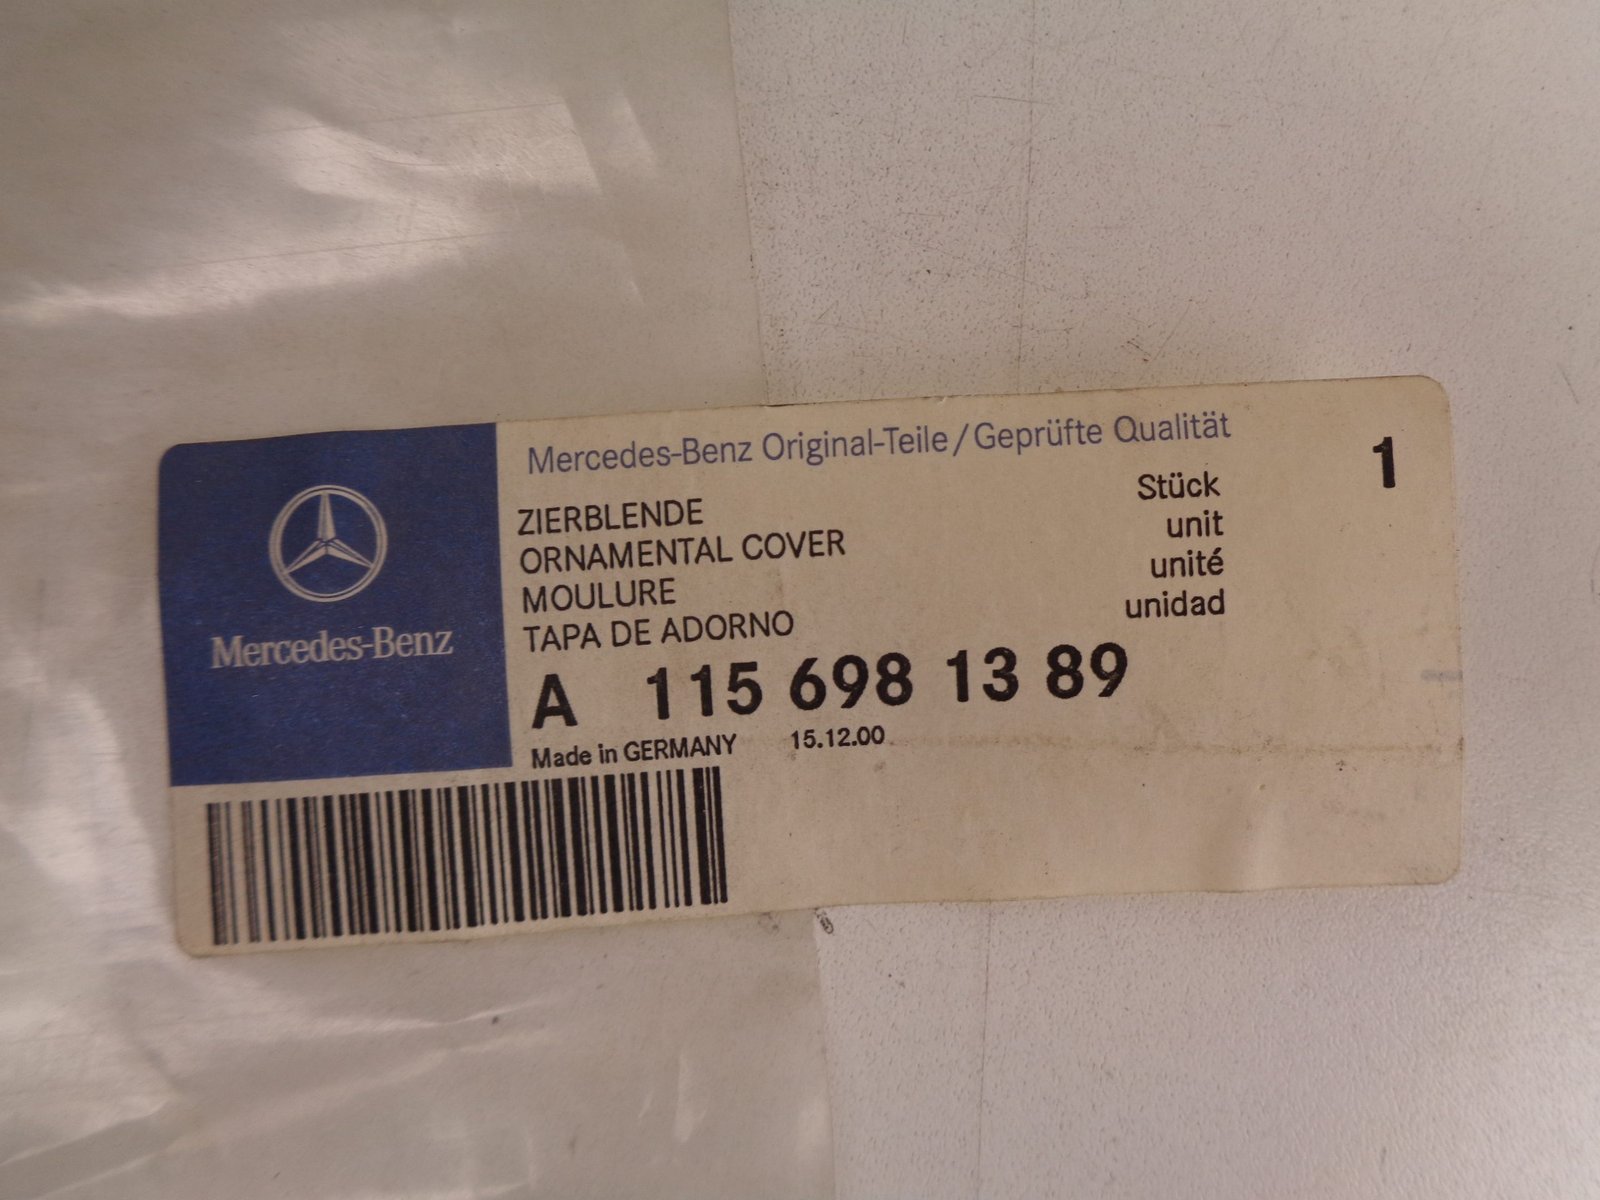 Mercedes-Benz
Mercedes-Benz Original-Teile/Geprüfte Qualität
ZIERBLENDE
ORNAMENTAL COVER
MOULURE
TAPA DE ADORNO
Stück
unit
unité
unidad
1
A 115 698 13 89
Made in GERMANY 15.12.00